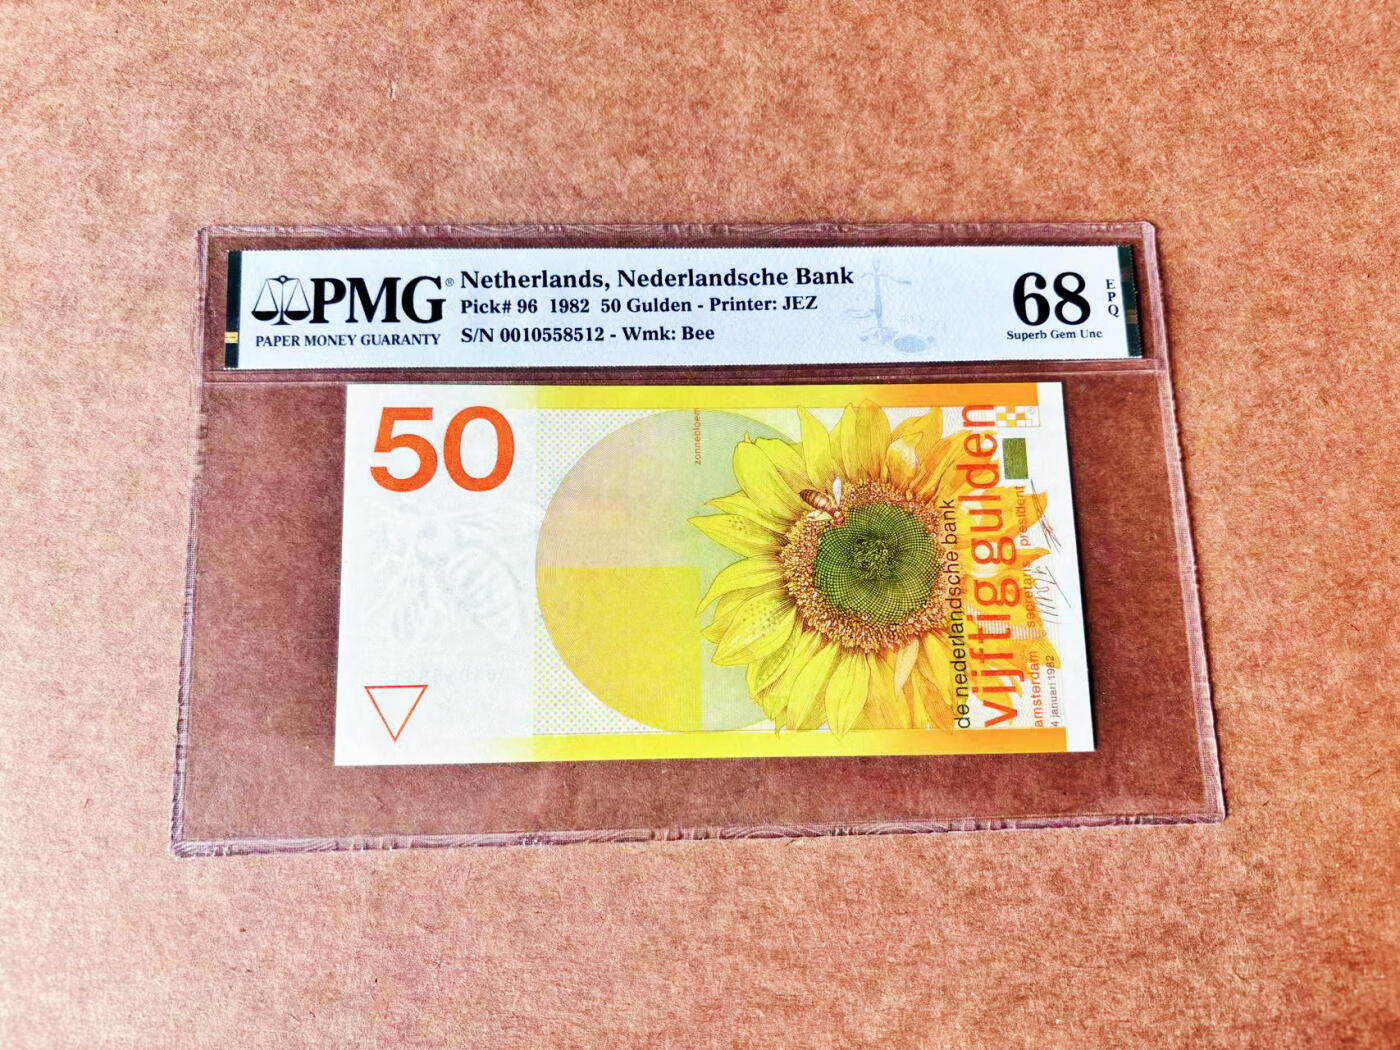 PMG®
PAPER MONEY GUARANTY
Netherlands, Nederlandsche Bank
Pick# 96 1982 50 Gulden - Printer: JEZ
S/N 0010558512 - Wmk: Bee
68
EPQ
Superb Gem Unc
50
zonnebloem
de nederlandsche bank
vijftig gulden
amsterdam secretaris president
4 januari 1982